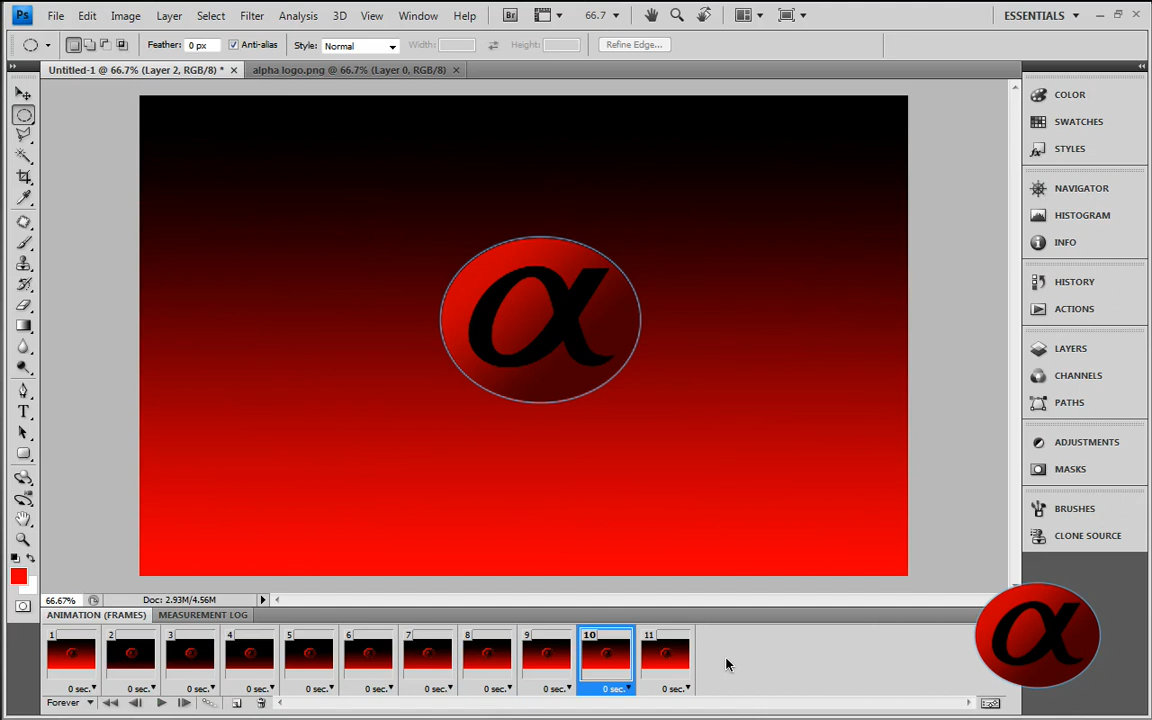 Ps File Edit Image Layer Select Filter Analysis 3D View Window Help Br 66.7 ESSENTIALS
Feather: 0 px Anti-alias Style: Normal Width: Height: Refine Edge...
Untitled-1 @ 66.7% (Layer 2, RGB/8) * alpha logo.png @ 66.7% (Layer 0, RGB/8)
COLOR
SWATCHES
STYLES
NAVIGATOR
HISTOGRAM
INFO
HISTORY
ACTIONS
LAYERS
CHANNELS
PATHS
ADJUSTMENTS
MASKS
BRUSHES
CLONE SOURCE
α
66.67% Doc: 2.93M/4.56M
ANIMATION (FRAMES) MEASUREMENT LOG
1 2 3 4 5 6 7 8 9 10 11
0 sec. 0 sec. 0 sec. 0 sec. 0 sec. 0 sec. 0 sec. 0 sec. 0 sec. 0 sec. 0 sec.
Forever
α